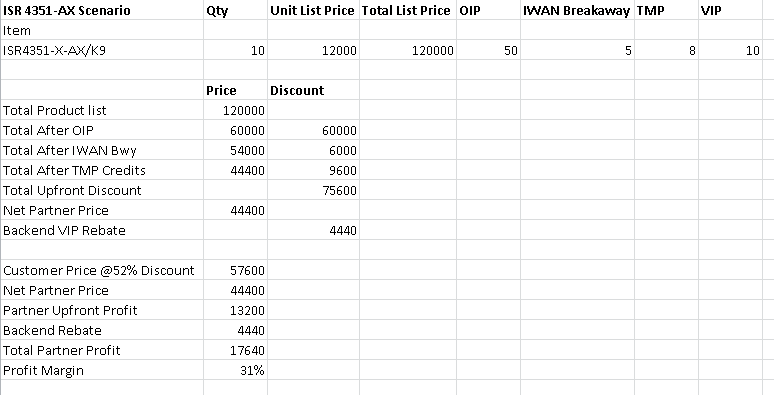 ISR 4351-AX Scenario Qty Unit List Price Total List Price OIP IWAN Breakaway TMP VIP
Item
ISR4351-X-AX/K9 10 12000 120000 50 5 8 10
Price Discount
Total Product list 120000
Total After OIP 60000 60000
Total After IWAN Bwy 54000 6000
Total After TMP Credits 44400 9600
Total Upfront Discount 75600
Net Partner Price 44400
Backend VIP Rebate 4440
Customer Price @52% Discount 57600
Net Partner Price 44400
Partner Upfront Profit 13200
Backend Rebate 4440
Total Partner Profit 17640
Profit Margin 31%